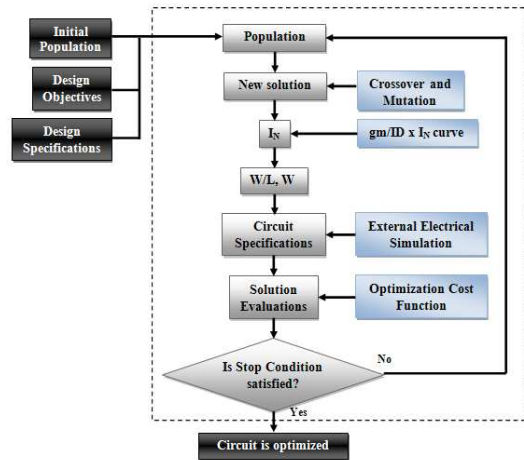 Initial
Population
Design
Objectives
Design
Specifications
Population
New solution
Crossover and
Mutation
IN
gm/ID x IN curve
W/L, W
Circuit
Specifications
External Electrical
Simulation
Solution
Evaluations
Optimization Cost
Function
Is Stop Condition
satisfied?
No
Yes
Circuit is optimized